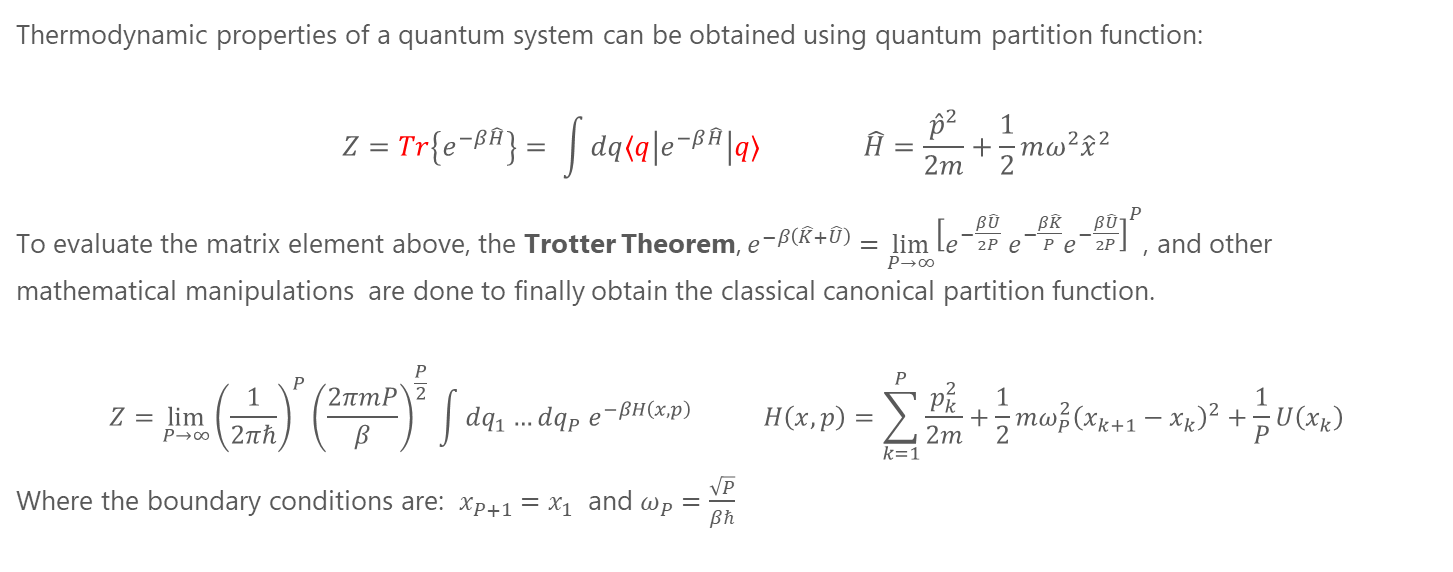 Thermodynamic properties of a quantum system can be obtained using quantum partition function:
Z = Tr{e^{-βĤ}} = ∫ dq⟨q|e^{-βĤ}|q⟩    Ĥ = p̂²/2m + 1/2 mω²x̂²
To evaluate the matrix element above, the Trotter Theorem, e^{-β(K̂+Û)} = lim_{P→∞} [e^{-βÛ/2P} e^{-βK̂/P} e^{-βÛ/2P}]^P , and other
mathematical manipulations are done to finally obtain the classical canonical partition function.
Z = lim_{P→∞} (1/2πħ)^P (2πmP/β)^{P/2} ∫ dq₁ … dq_P e^{-βH(x,p)}    H(x,p) = ∑_{k=1}^{P} p_k²/2m + 1/2 mω_P²(x_{k+1} − x_k)² + 1/P U(x_k)
Where the boundary conditions are: x_{P+1} = x₁ and ω_P = √P/βħ